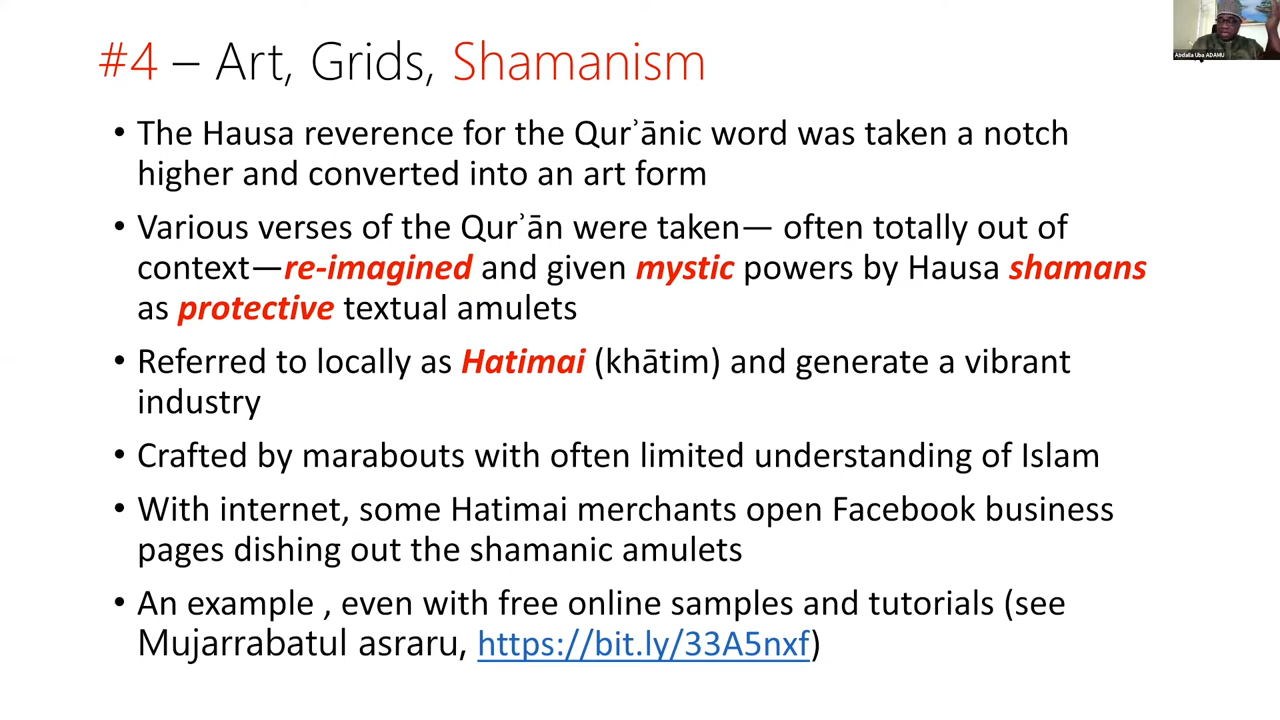 #4 – Art, Grids, Shamanism
• The Hausa reverence for the Qurʾānic word was taken a notch
higher and converted into an art form
• Various verses of the Qurʾān were taken— often totally out of
context—re-imagined and given mystic powers by Hausa shamans
as protective textual amulets
• Referred to locally as Hatimai (khātim) and generate a vibrant
industry
• Crafted by marabouts with often limited understanding of Islam
• With internet, some Hatimai merchants open Facebook business
pages dishing out the shamanic amulets
• An example , even with free online samples and tutorials (see
Mujarrabatul asraru, https://bit.ly/33A5nxf)
Abdalla Uba ADAMU